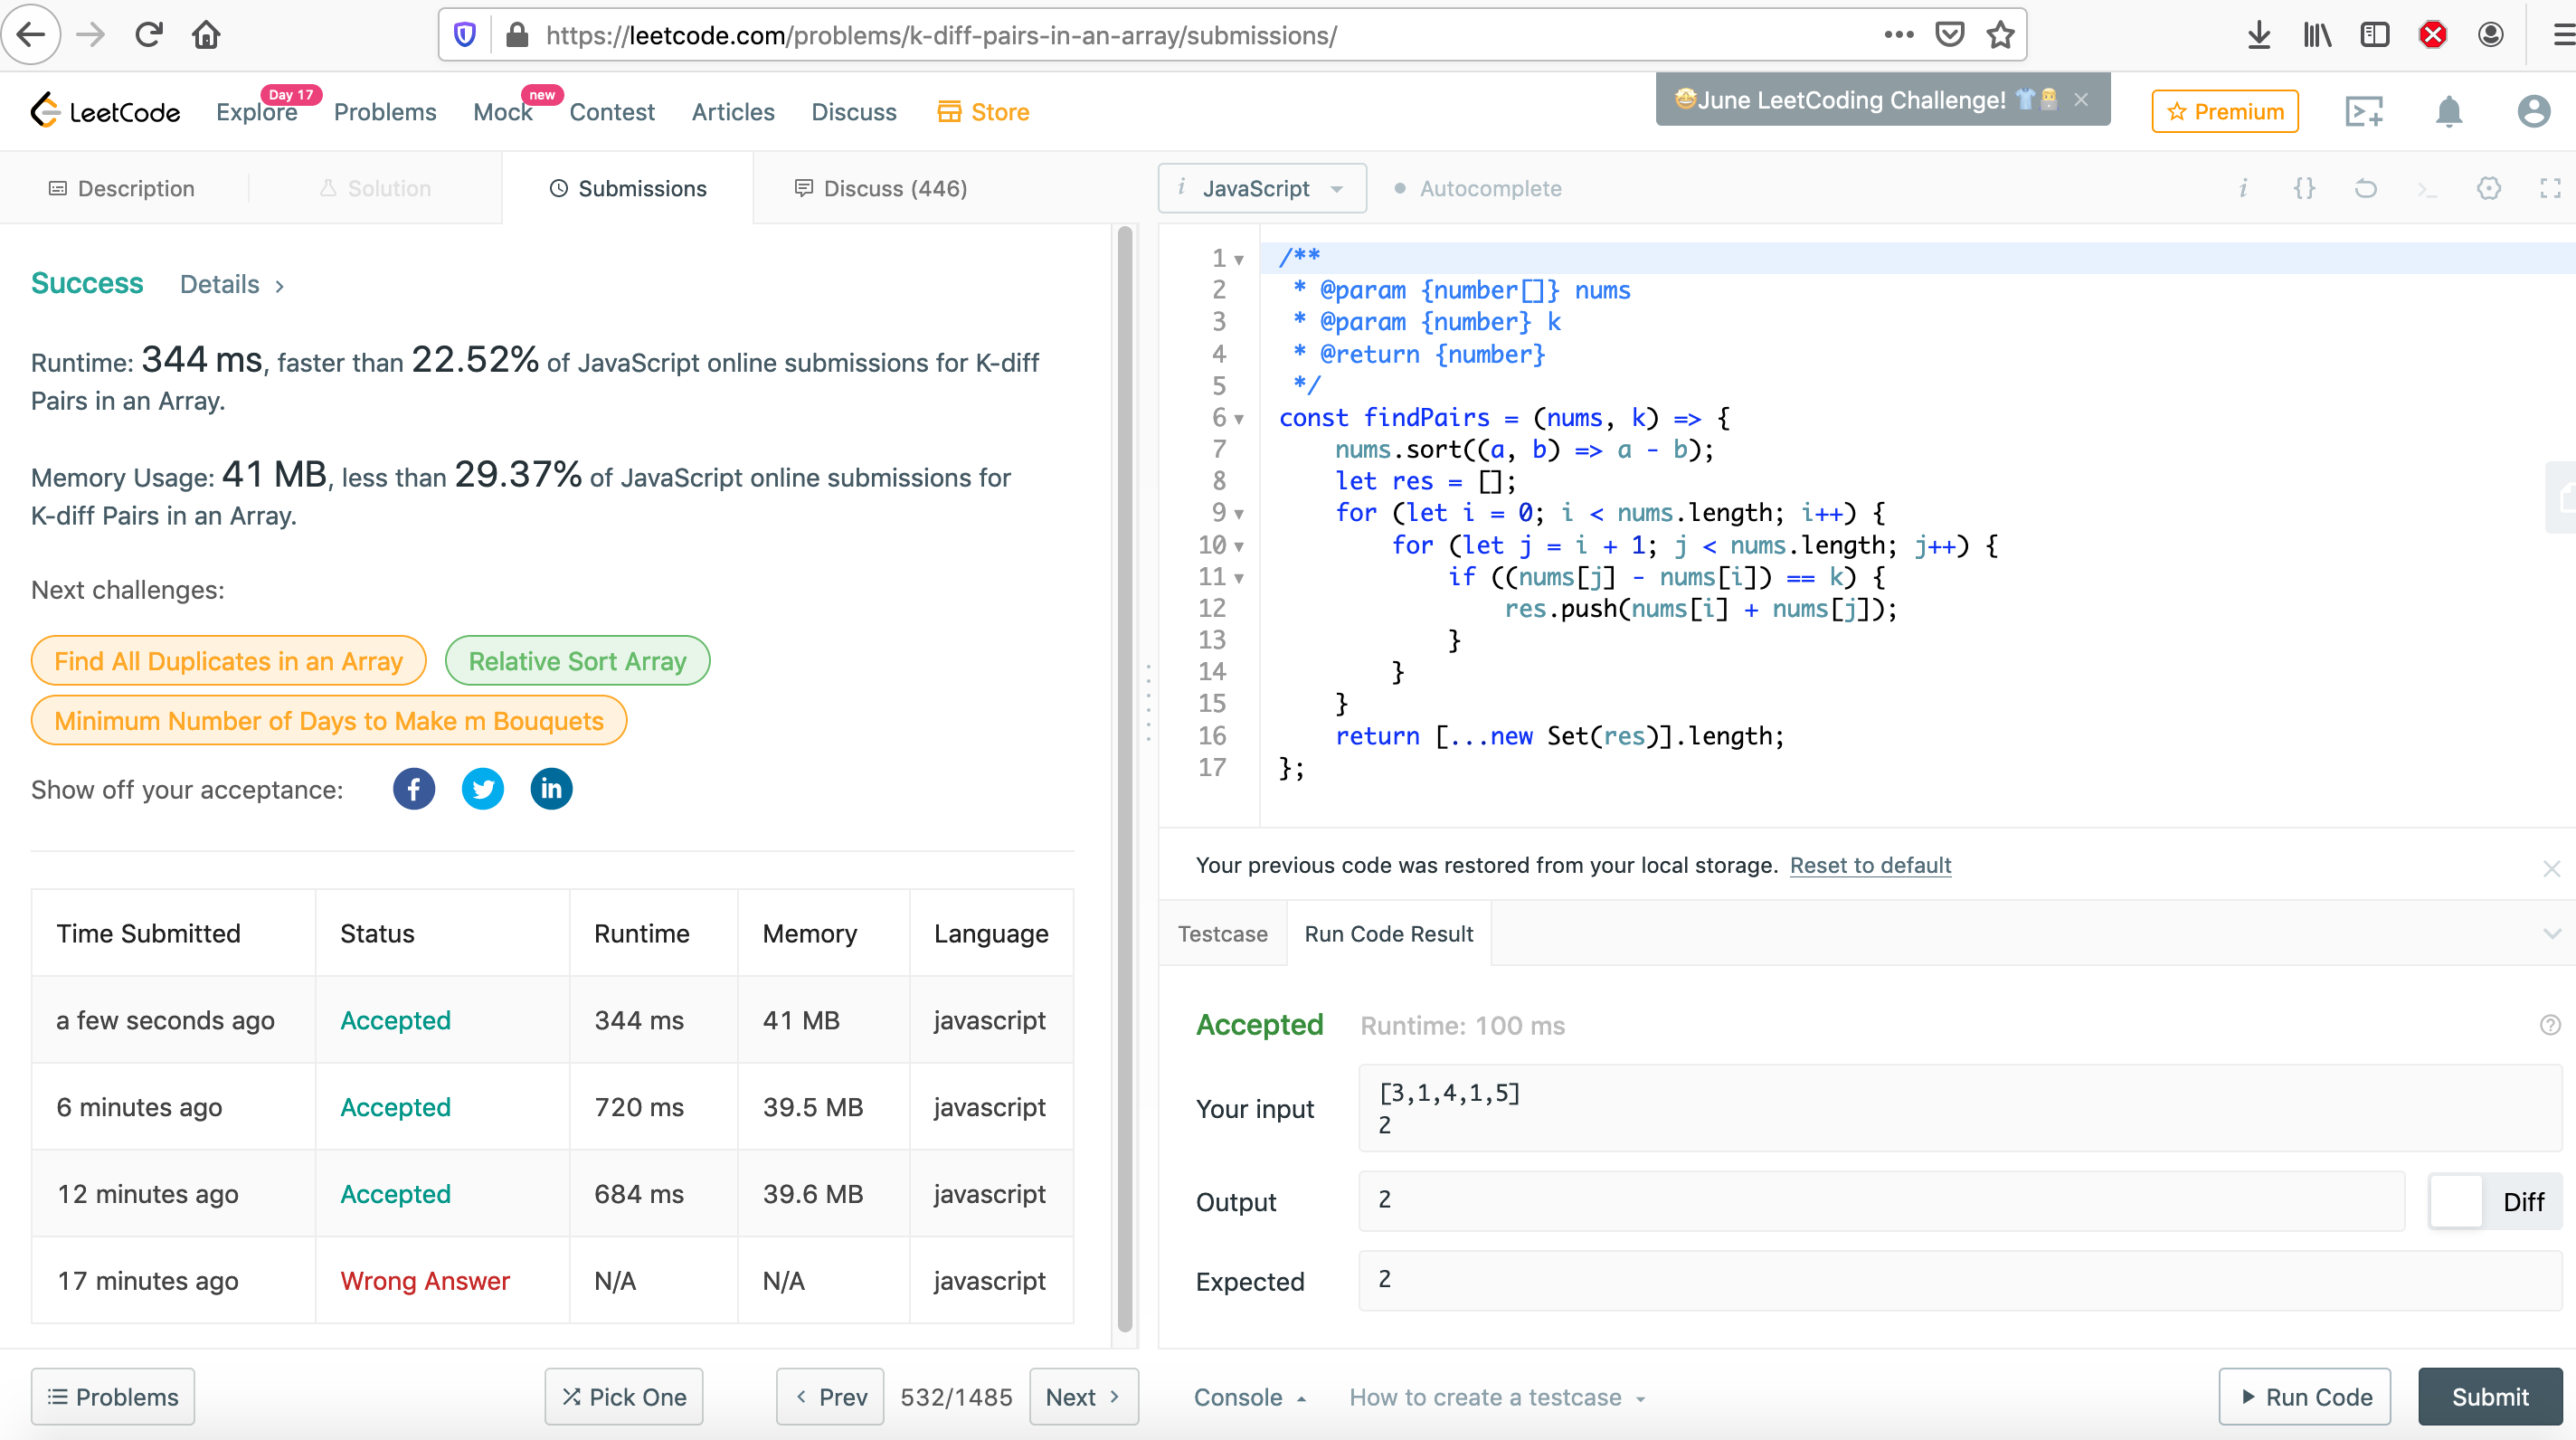 https://leetcode.com/problems/k-diff-pairs-in-an-array/submissions/
LeetCode
Explore
Day 17
Problems
Mock
new
Contest
Articles
Discuss
Store
🤩June LeetCoding Challenge! 👕👨‍💻 ×
Premium
Description
Solution
Submissions
Discuss (446)
i JavaScript
Autocomplete
Success Details >
Runtime: 344 ms, faster than 22.52% of JavaScript online submissions for K-diff
Pairs in an Array.
Memory Usage: 41 MB, less than 29.37% of JavaScript online submissions for
K-diff Pairs in an Array.
Next challenges:
Find All Duplicates in an Array
Relative Sort Array
Minimum Number of Days to Make m Bouquets
Show off your acceptance:
Time Submitted Status Runtime Memory Language
a few seconds ago Accepted 344 ms 41 MB javascript
6 minutes ago Accepted 720 ms 39.5 MB javascript
12 minutes ago Accepted 684 ms 39.6 MB javascript
17 minutes ago Wrong Answer N/A N/A javascript
Problems
Pick One
< Prev
532/1485
Next >
1 /**
2  * @param {number[]} nums
3  * @param {number} k
4  * @return {number}
5  */
6 const findPairs = (nums, k) => {
7     nums.sort((a, b) => a - b);
8     let res = [];
9     for (let i = 0; i < nums.length; i++) {
10         for (let j = i + 1; j < nums.length; j++) {
11             if ((nums[j] - nums[i]) == k) {
12                 res.push(nums[i] + nums[j]);
13             }
14         }
15     }
16     return [...new Set(res)].length;
17 };
Your previous code was restored from your local storage. Reset to default
Testcase
Run Code Result
Accepted Runtime: 100 ms
Your input
[3,1,4,1,5]
2
Output
2
Diff
Expected
2
Console
How to create a testcase
Run Code
Submit